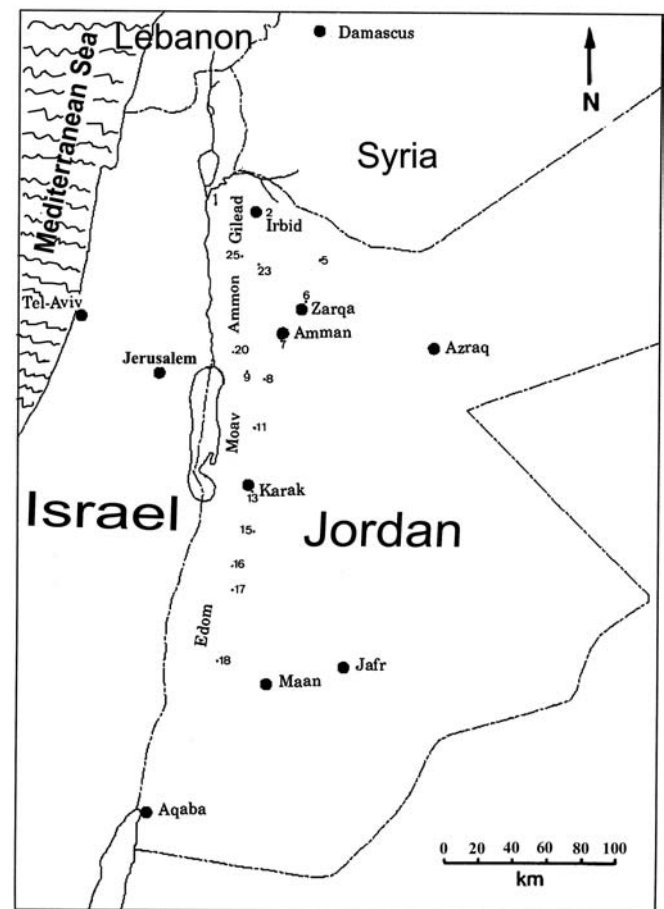 Lebanon
Damascus
Mediterranean Sea
N
Syria
1
Gilead
2
Irbid
25
23
5
Ammon
6
Zarqa
Tel-Aviv
Amman
7
20
Azraq
Jerusalem
9
8
Moav
11
Karak
13
Israel
Jordan
15
16
17
Edom
18
Maan
Jafr
Aqaba
0 20 40 60 80 100
km